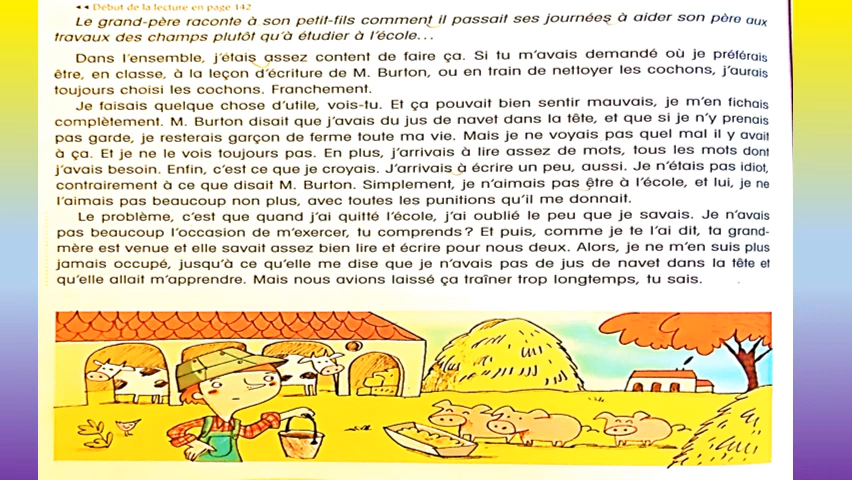 ◄◄ Début de la lecture en page 142
Le grand-père raconte à son petit-fils comment il passait ses journées à aider son père aux
travaux des champs plutôt qu'à étudier à l'école...
Dans l'ensemble, j'étais assez content de faire ça. Si tu m'avais demandé où je préférais
être, en classe, à la leçon d'écriture de M. Burton, ou en train de nettoyer les cochons, j'aurais
toujours choisi les cochons. Franchement.
Je faisais quelque chose d'utile, vois-tu. Et ça pouvait bien sentir mauvais, je m'en fichais
complètement. M. Burton disait que j'avais du jus de navet dans la tête, et que si je n'y prenais
pas garde, je resterais garçon de ferme toute ma vie. Mais je ne voyais pas quel mal il y avait
à ça. Et je ne le vois toujours pas. En plus, j'arrivais à lire assez de mots, tous les mots dont
j'avais besoin. Enfin, c'est ce que je croyais. J'arrivais à écrire un peu, aussi. Je n'étais pas idiot,
contrairement à ce que disait M. Burton. Simplement, je n'aimais pas être à l'école, et lui, je ne
l'aimais pas beaucoup non plus, avec toutes les punitions qu'il me donnait.
Le problème, c'est que quand j'ai quitté l'école, j'ai oublié le peu que je savais. Je n'avais
pas beaucoup l'occasion de m'exercer, tu comprends ? Et puis, comme je te l'ai dit, ta grand-
mère est venue et elle savait assez bien lire et écrire pour nous deux. Alors, je ne m'en suis plus
jamais occupé, jusqu'à ce qu'elle me dise que je n'avais pas de jus de navet dans la tête et
qu'elle allait m'apprendre. Mais nous avions laissé ça traîner trop longtemps, tu sais.